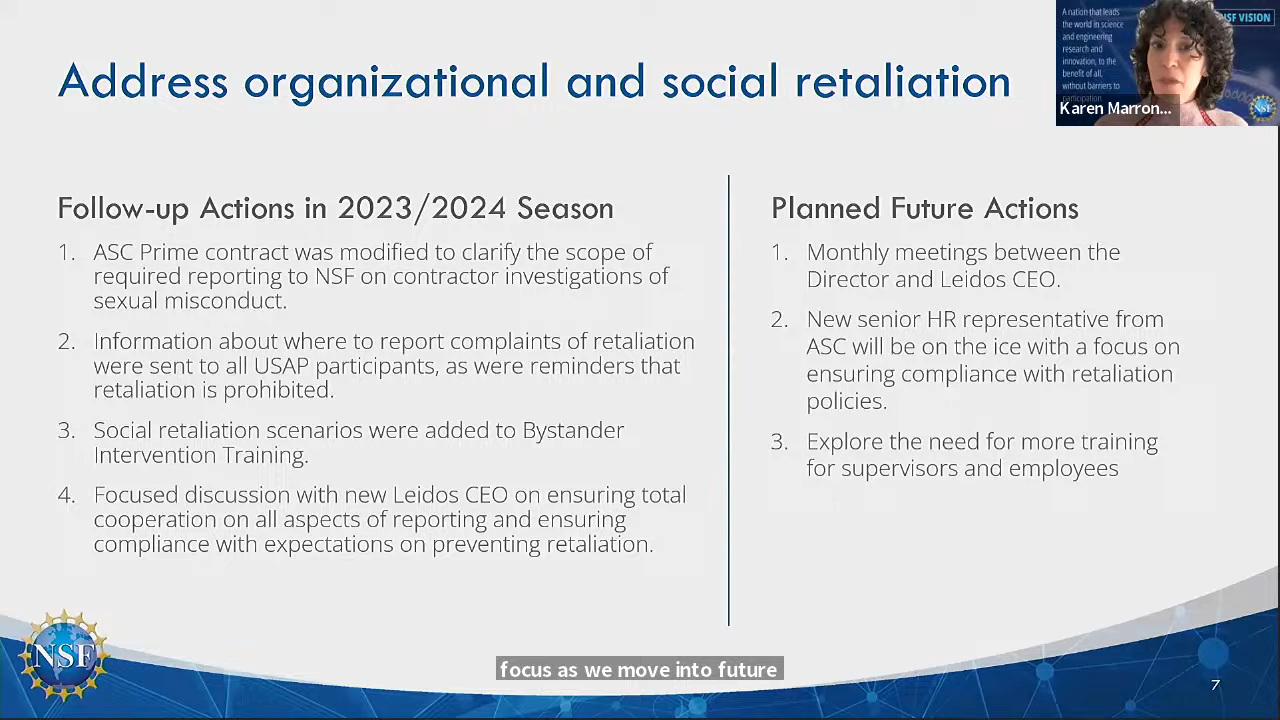 Address organizational and social retaliation
A nation that leads
the world in science
and engineering
research and
innovation, to the
benefit of all,
without barriers to
participation
NSF VISION
Karen Marron...
NSF
Follow-up Actions in 2023/2024 Season
1. ASC Prime contract was modified to clarify the scope of
required reporting to NSF on contractor investigations of
sexual misconduct.
2. Information about where to report complaints of retaliation
were sent to all USAP participants, as were reminders that
retaliation is prohibited.
3. Social retaliation scenarios were added to Bystander
Intervention Training.
4. Focused discussion with new Leidos CEO on ensuring total
cooperation on all aspects of reporting and ensuring
compliance with expectations on preventing retaliation.
Planned Future Actions
1. Monthly meetings between the
Director and Leidos CEO.
2. New senior HR representative from
ASC will be on the ice with a focus on
ensuring compliance with retaliation
policies.
3. Explore the need for more training
for supervisors and employees
NSF
focus as we move into future
7